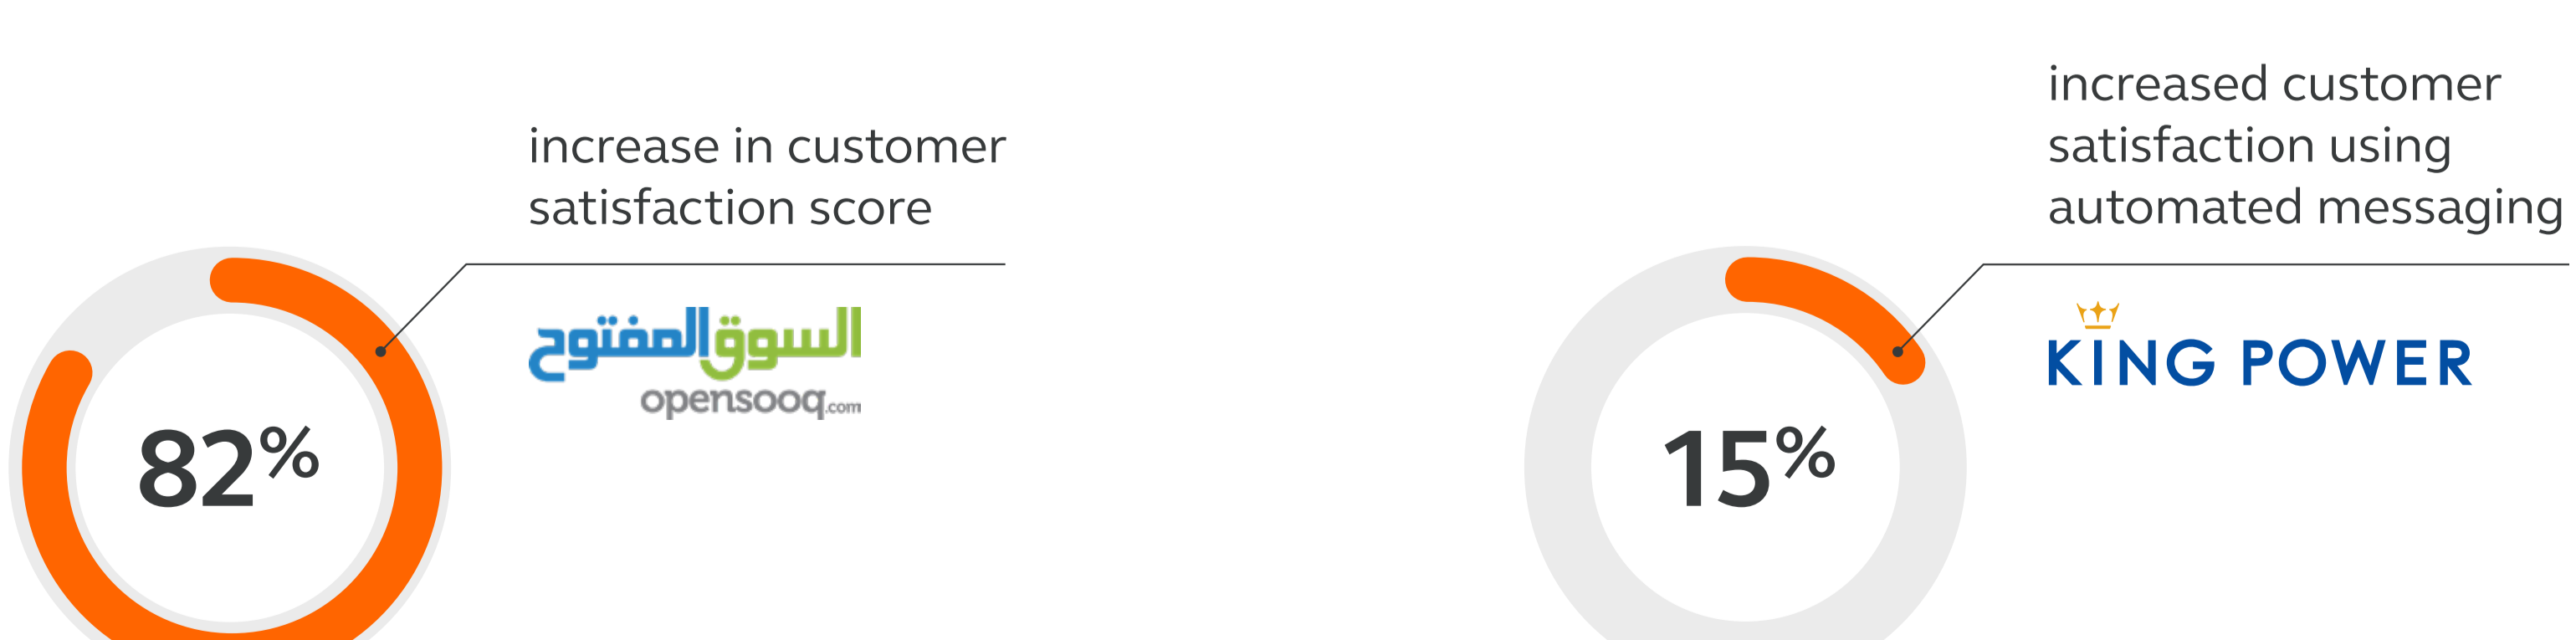 increase in customer
satisfaction score
السوق المفتوح
opensooq.com
82%
increased customer
satisfaction using
automated messaging
KING POWER
15%